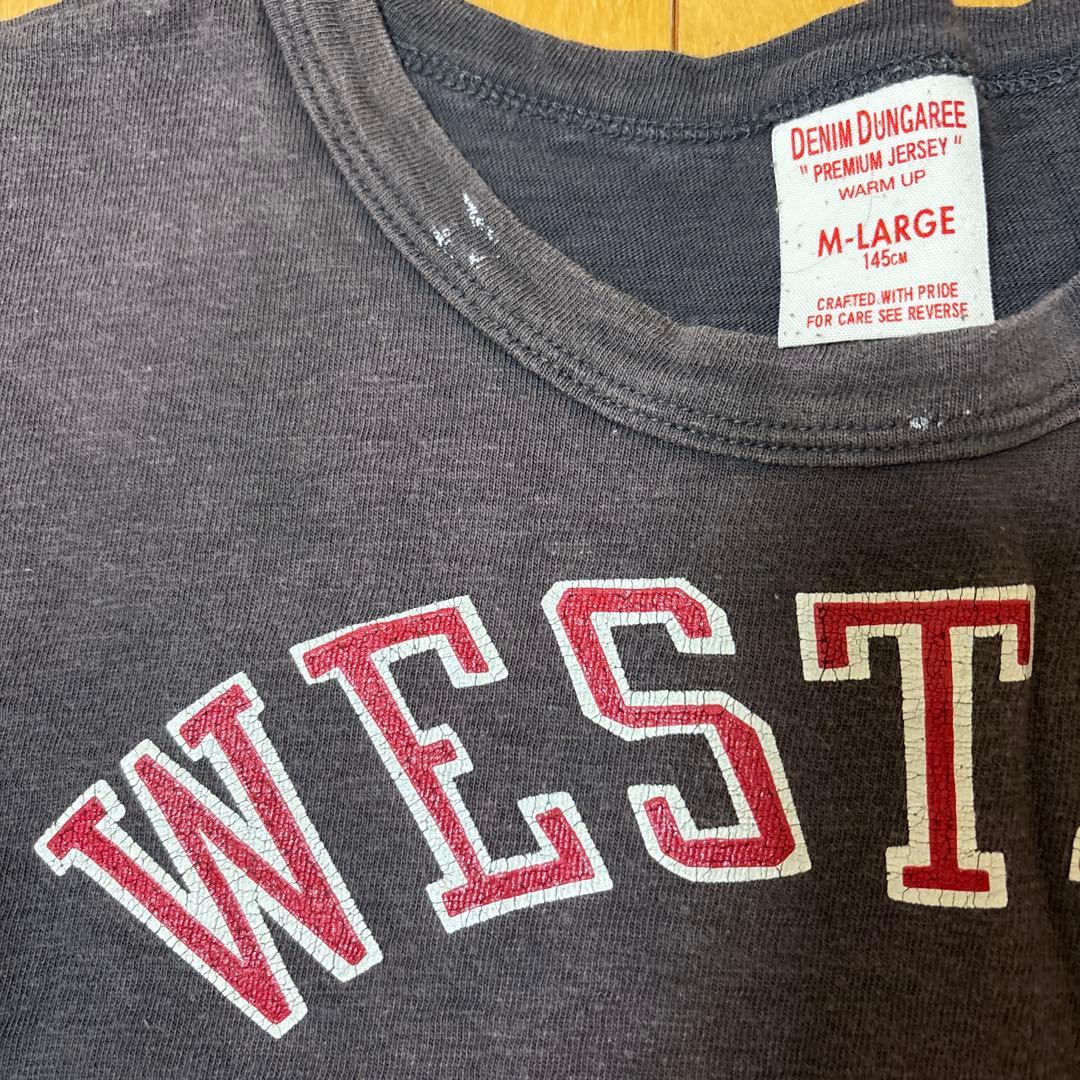 DENIM DUNGAREE
" PREMIUM JERSEY "
WARM UP
M-LARGE
145CM
CRAFTED WITH PRIDE
FOR CARE SEE REVERSE
WEST